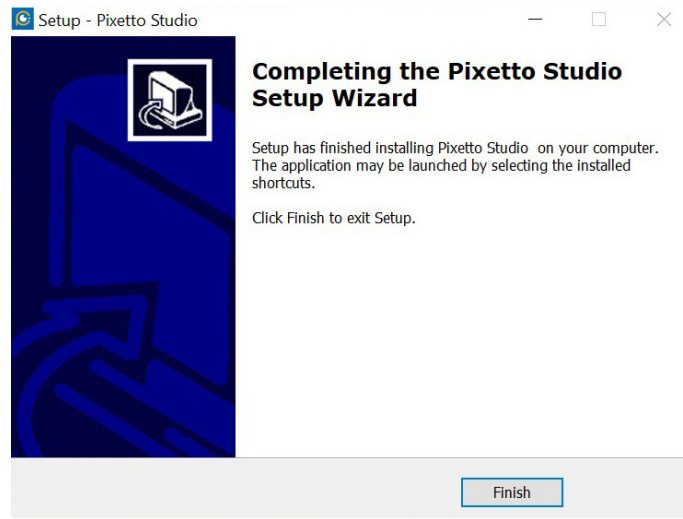 Setup - Pixetto Studio
Completing the Pixetto Studio
Setup Wizard
Setup has finished installing Pixetto Studio  on your computer.
The application may be launched by selecting the installed
shortcuts.
Click Finish to exit Setup.
Finish